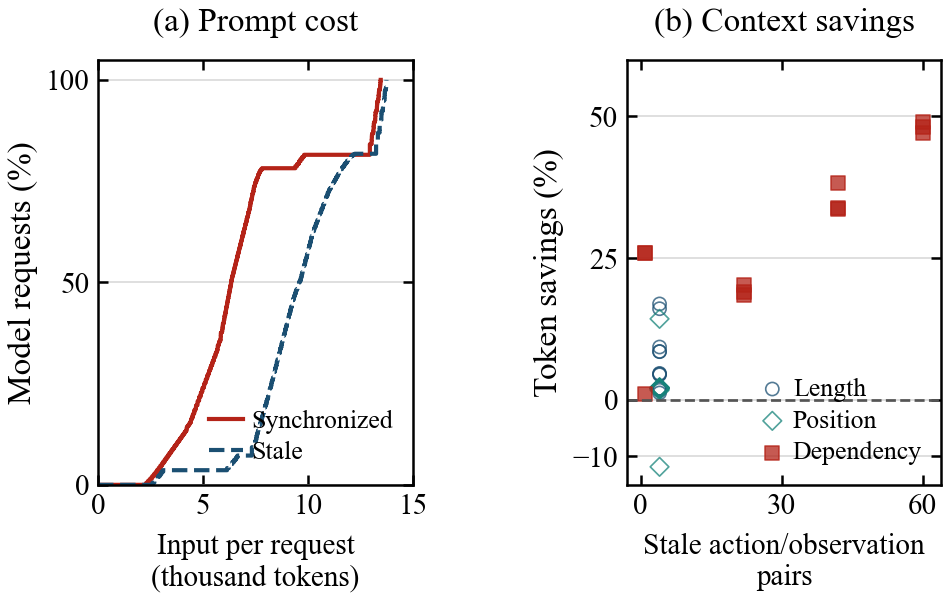 (a) Prompt cost
Model requests (%)
100
50
0
0 5 10 15
Synchronized
Stale
Input per request
(thousand tokens)
(b) Context savings
Token savings (%)
50
25
0
−10
0 30 60
Length
Position
Dependency
Stale action/observation
pairs